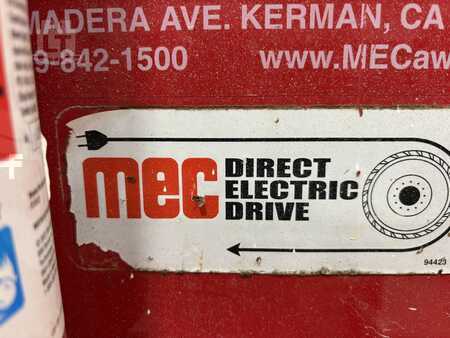 MADERA AVE. KERMAN, CA
9-842-1500 www.MECaw
mec DIRECT
ELECTRIC
DRIVE
94423